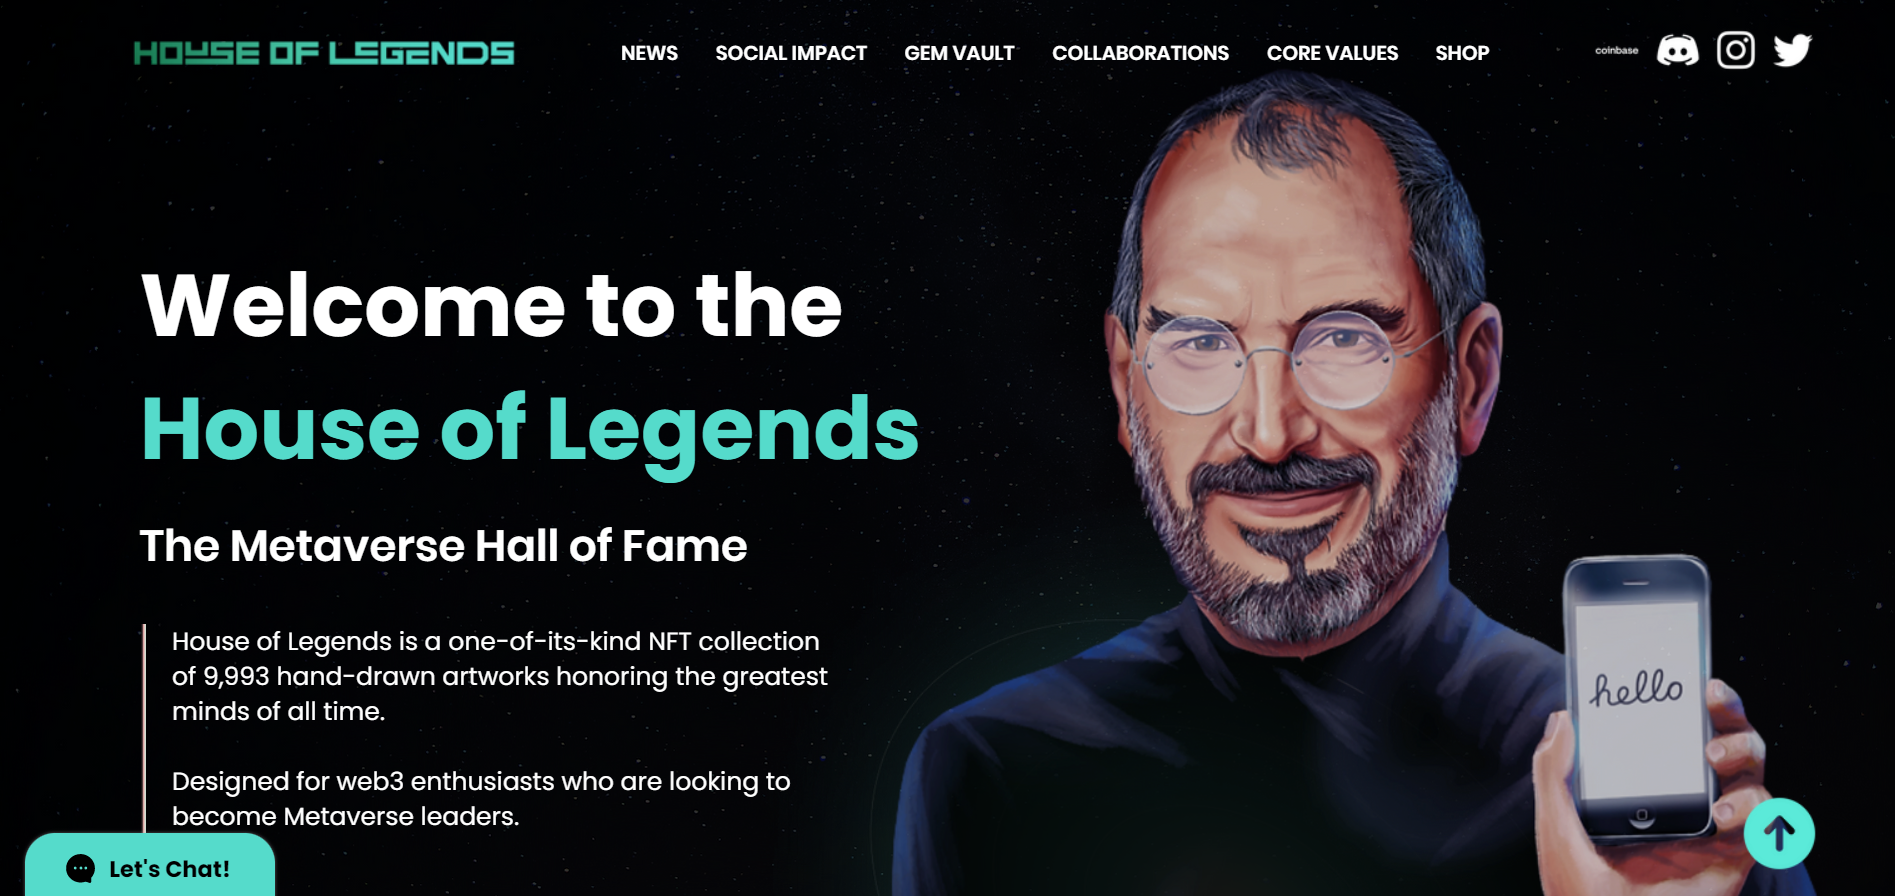 HOUSE OF LEGENDS
NEWS SOCIAL IMPACT GEM VAULT COLLABORATIONS CORE VALUES SHOP
coinbase
Welcome to the
House of Legends
The Metaverse Hall of Fame
House of Legends is a one-of-its-kind NFT collection
of 9,993 hand-drawn artworks honoring the greatest
minds of all time.
Designed for web3 enthusiasts who are looking to
become Metaverse leaders.
hello
Let's Chat!